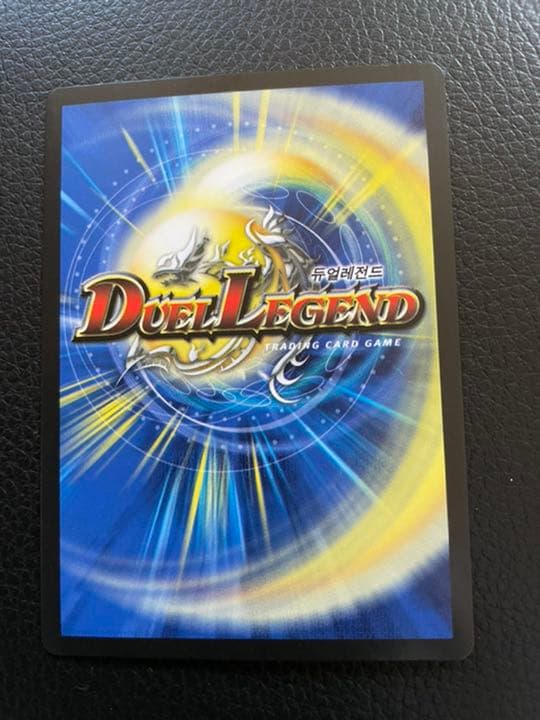 듀얼레전드
DUEL LEGEND
TRADING CARD GAME